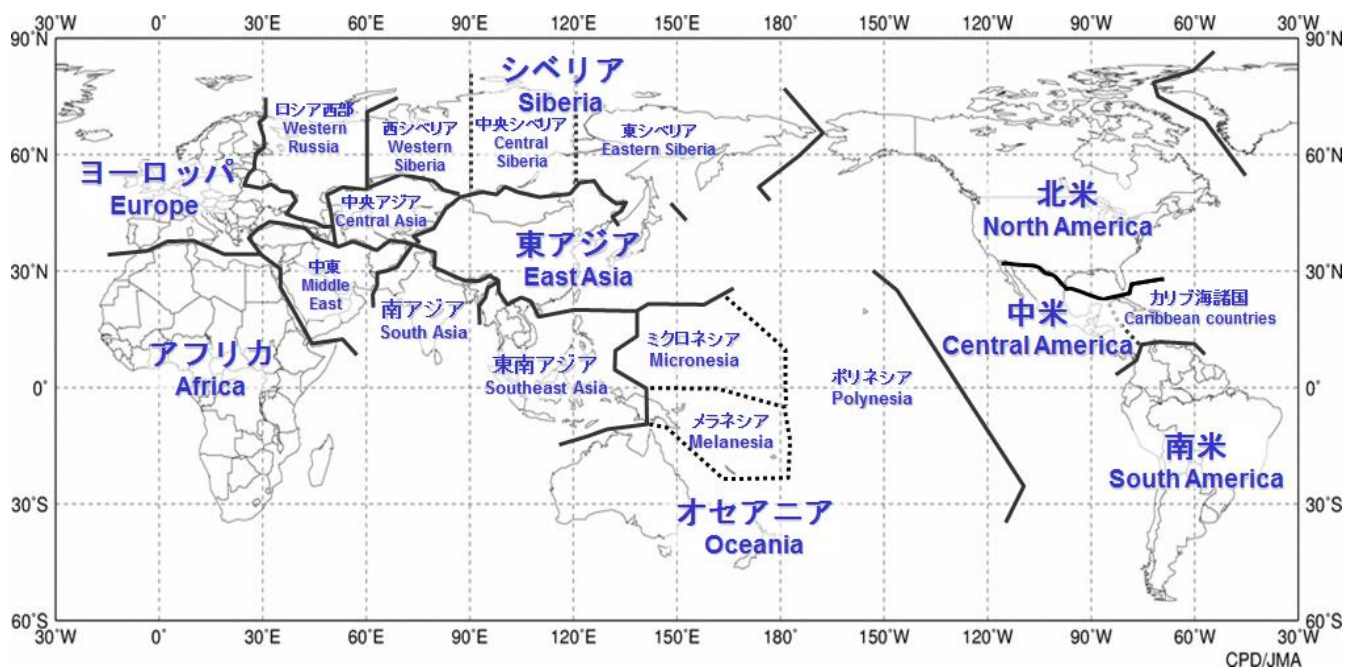 30˚W 0˚ 30˚E 60˚E 90˚E 120˚E 150˚E 180˚ 150˚W 120˚W 90˚W 60˚W 30˚W
90˚N 90˚N
シベリア
Siberia
ロシア西部
Western
Russia
西シベリア
Western
Siberia
中央シベリア
Central
Siberia
東シベリア
Eastern Siberia
60˚N 60˚N
ヨーロッパ
Europe
中央アジア
Central Asia
北米
North America
東アジア
East Asia
30˚N 30˚N
中東
Middle
East
南アジア
South Asia
中米
Central America
カリブ海諸国
Caribbean countries
アフリカ
Africa
東南アジア
Southeast Asia
ミクロネシア
Micronesia
ポリネシア
Polynesia
0˚ 0˚
メラネシア
Melanesia
南米
South America
30˚S 30˚S
オセアニア
Oceania
60˚S 60˚S
30˚W 0˚ 30˚E 60˚E 90˚E 120˚E 150˚E 180˚ 150˚W 120˚W 90˚W 60˚W 30˚W
CPD/JMA